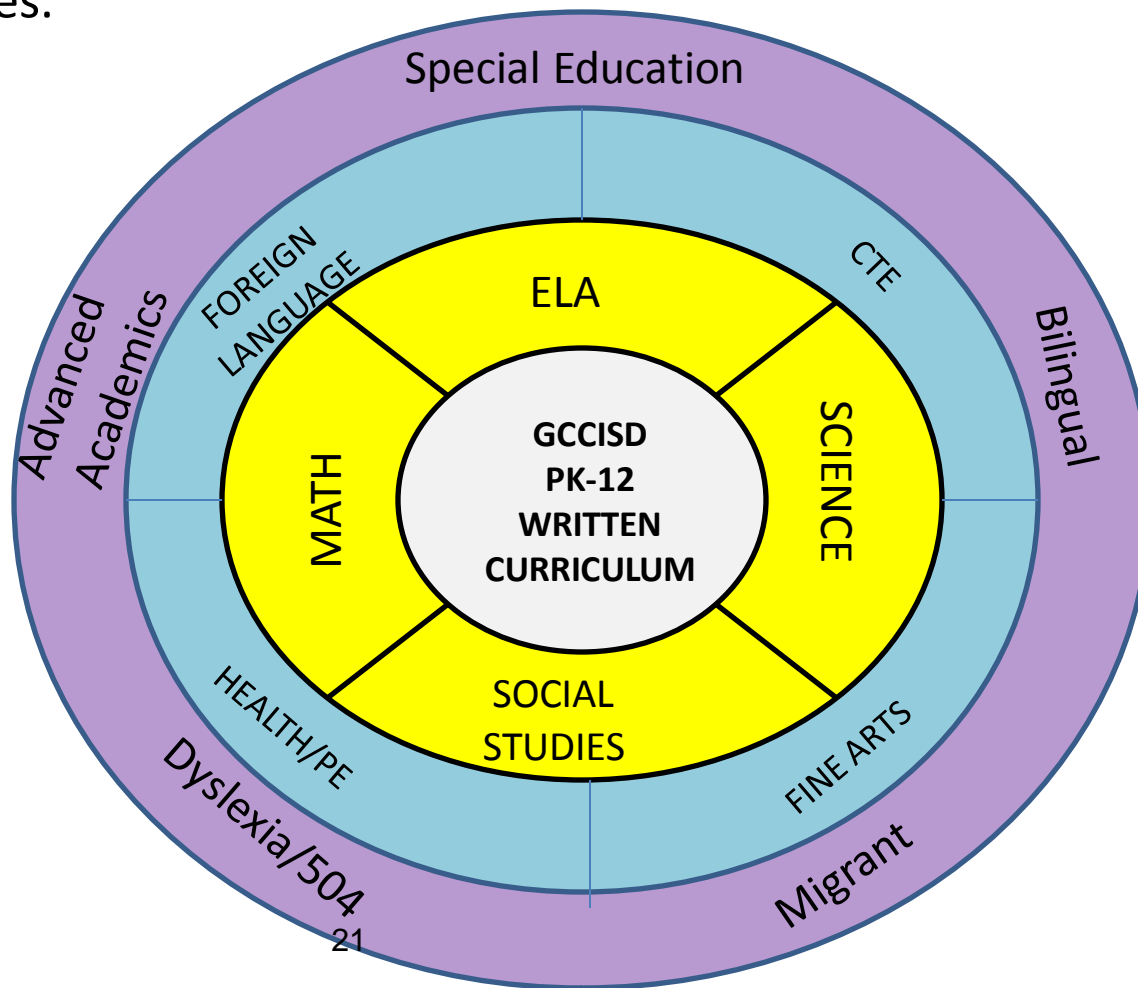 es.
Special Education
FOREIGN
LANGUAGE
CTE
ELA
Advanced
Academics
Bilingual
MATH
GCCISD
PK-12
WRITTEN
CURRICULUM
SCIENCE
HEALTH/PE
SOCIAL
STUDIES
FINE ARTS
Dyslexia/504
Migrant
21